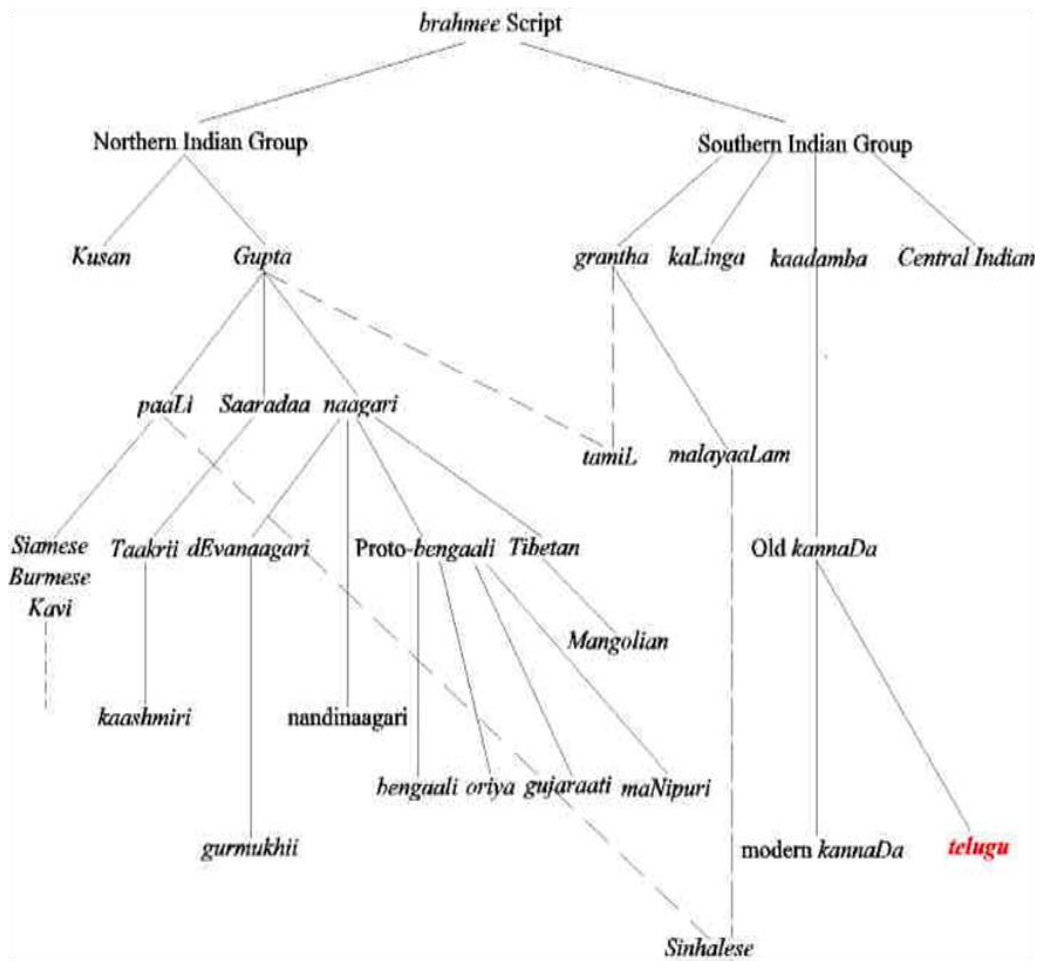 brahmee Script
Northern Indian Group
Southern Indian Group
Kusan
Gupta
grantha
kaLinga
kaadamba
Central Indian
paaLi
Saaradaa
naagari
tamiL
malayaaLam
Siamese
Burmese
Kavi
Taakrii
dEvanaagari
Proto-bengaali
Tibetan
Old kannaDa
Mangolian
kaashmiri
nandinaagari
bengaali
oriya
gujaraati
maNipuri
gurmukhii
modern kannaDa
telugu
Sinhalese